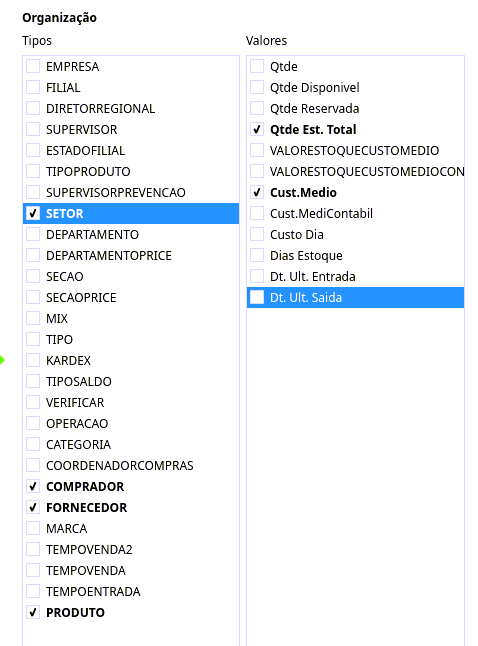 Organização
Tipos
EMPRESA
FILIAL
DIRETORREGIONAL
SUPERVISOR
ESTADOFILIAL
TIPOPRODUTO
SUPERVISORPREVENCAO
SETOR
DEPARTAMENTO
DEPARTAMENTOPRICE
SECAO
SECAOPRICE
MIX
TIPO
KARDEX
TIPOSALDO
VERIFICAR
OPERACAO
CATEGORIA
COORDENADORCOMPRAS
COMPRADOR
FORNECEDOR
MARCA
TEMPOVENDA2
TEMPOVENDA
TEMPOENTRADA
PRODUTO
Valores
Qtde
Qtde Disponivel
Qtde Reservada
Qtde Est. Total
VALORESTOQUECUSTOMEDIO
VALORESTOQUECUSTOMEDIOCON
Cust.Medio
Cust.MediContabil
Custo Dia
Dias Estoque
Dt. Ult. Entrada
Dt. Ult. Saida